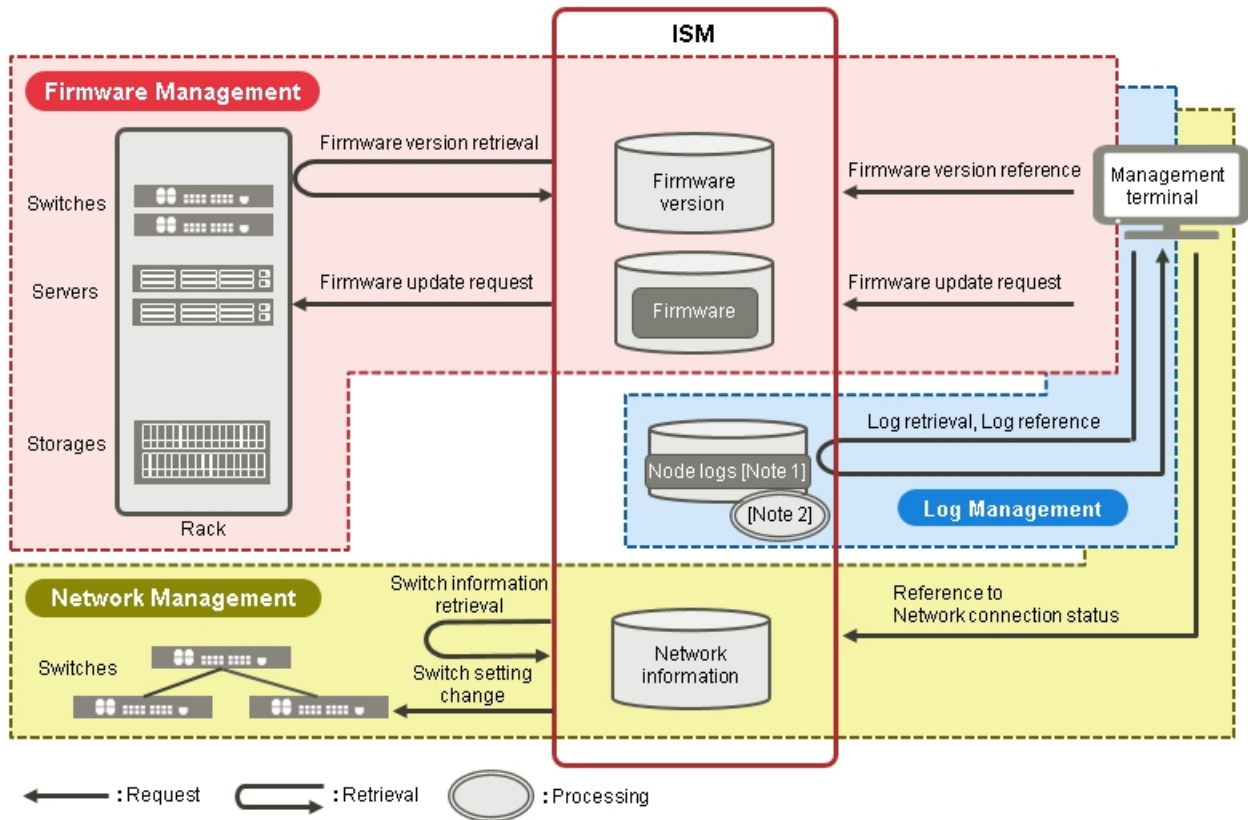 ISM
Firmware Management
Firmware version retrieval
Firmware version reference
Switches
Firmware
version
Management
terminal
Servers
Firmware update request
Firmware
Firmware update request
Storages
Rack
Log retrieval, Log reference
Node logs [Note 1]
[Note 2]
Log Management
Network Management
Switch information
retrieval
Reference to
Network connection status
Switches
Switch setting
change
Network
information
: Request
: Retrieval
: Processing